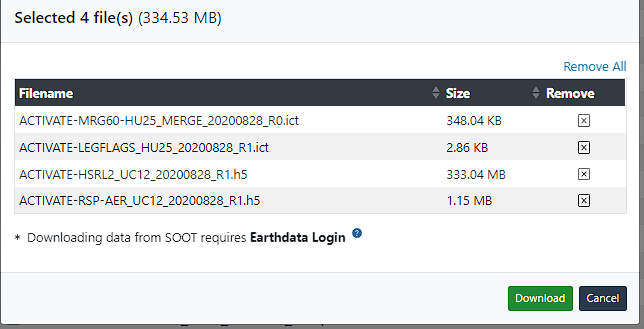 Selected 4 file(s) (334.53 MB)
Remove All
Filename Size Remove
ACTIVATE-MRG60-HU25_MERGE_20200828_R0.ict 348.04 KB
ACTIVATE-LEGFLAGS_HU25_20200828_R1.ict 2.86 KB
ACTIVATE-HSRL2_UC12_20200828_R1.h5 333.04 MB
ACTIVATE-RSP-AER_UC12_20200828_R1.h5 1.15 MB
* Downloading data from SOOT requires Earthdata Login ?
Download Cancel